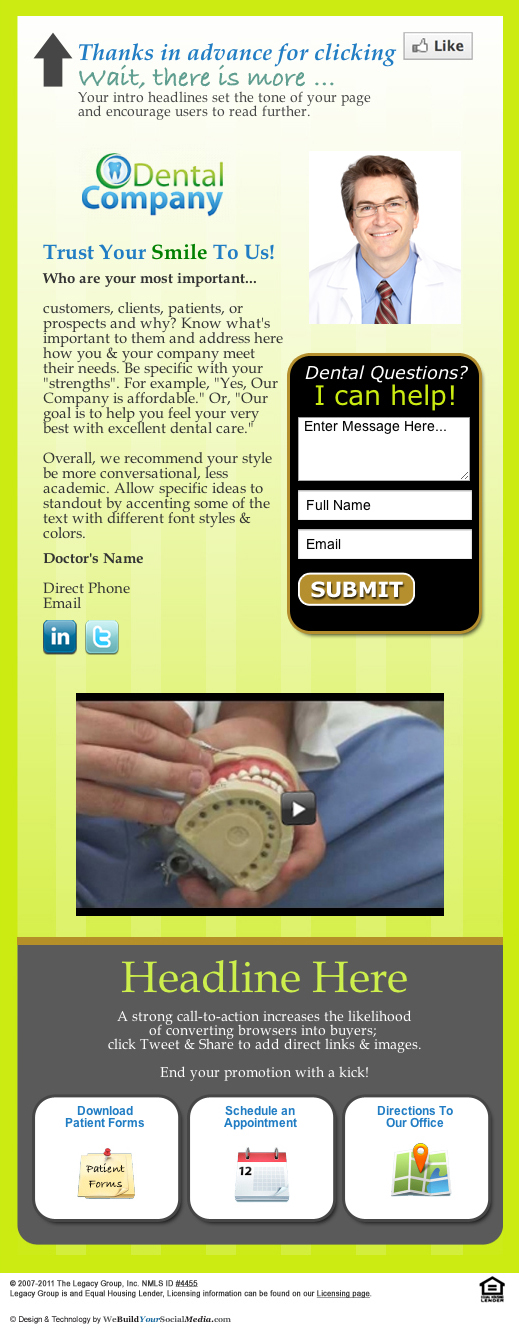 Thanks in advance for clicking
Like
Wait, there is more ...
Your intro headlines set the tone of your page
and encourage users to read further.
Dental
Company
Trust Your Smile To Us!
Who are your most important...
customers, clients, patients, or
prospects and why? Know what's
important to them and address here
how you & your company meet
their needs. Be specific with your
"strengths". For example, "Yes, Our
Company is affordable." Or, "Our
goal is to help you feel your very
best with excellent dental care."
Overall, we recommend your style
be more conversational, less
academic. Allow specific ideas to
standout by accenting some of the
text with different font styles &
colors.
Doctor's Name
Direct Phone
Email
in
t
Dental Questions?
I can help!
Enter Message Here...
Full Name
Email
SUBMIT
Headline Here
A strong call-to-action increases the likelihood
of converting browsers into buyers;
click Tweet & Share to add direct links & images.
End your promotion with a kick!
Download
Patient Forms
Patient
Forms
Schedule an
Appointment
12
Directions To
Our Office
© 2007-2011 The Legacy Group, Inc. NMLS ID #4455
Legacy Group is and Equal Housing Lender, Licensing information can be found on our Licensing page.
EQUAL HOUSING
LENDER
© Design & Technology by WeBuildYourSocialMedia.com